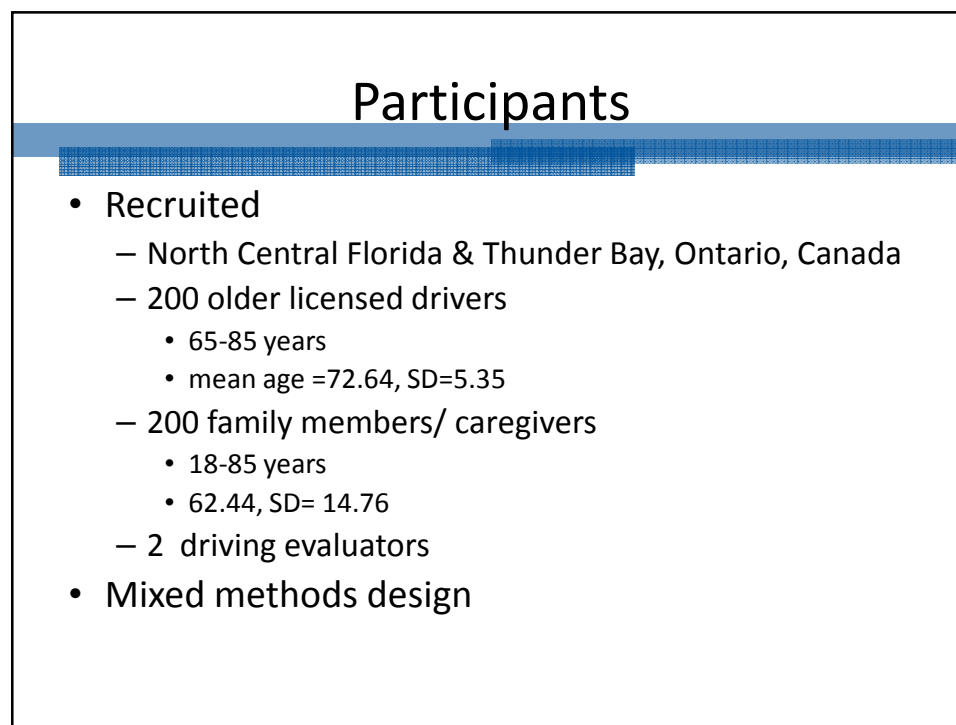 Participants
• Recruited
– North Central Florida & Thunder Bay, Ontario, Canada
– 200 older licensed drivers
• 65-85 years
• mean age =72.64, SD=5.35
– 200 family members/ caregivers
• 18-85 years
• 62.44, SD= 14.76
– 2  driving evaluators
• Mixed methods design